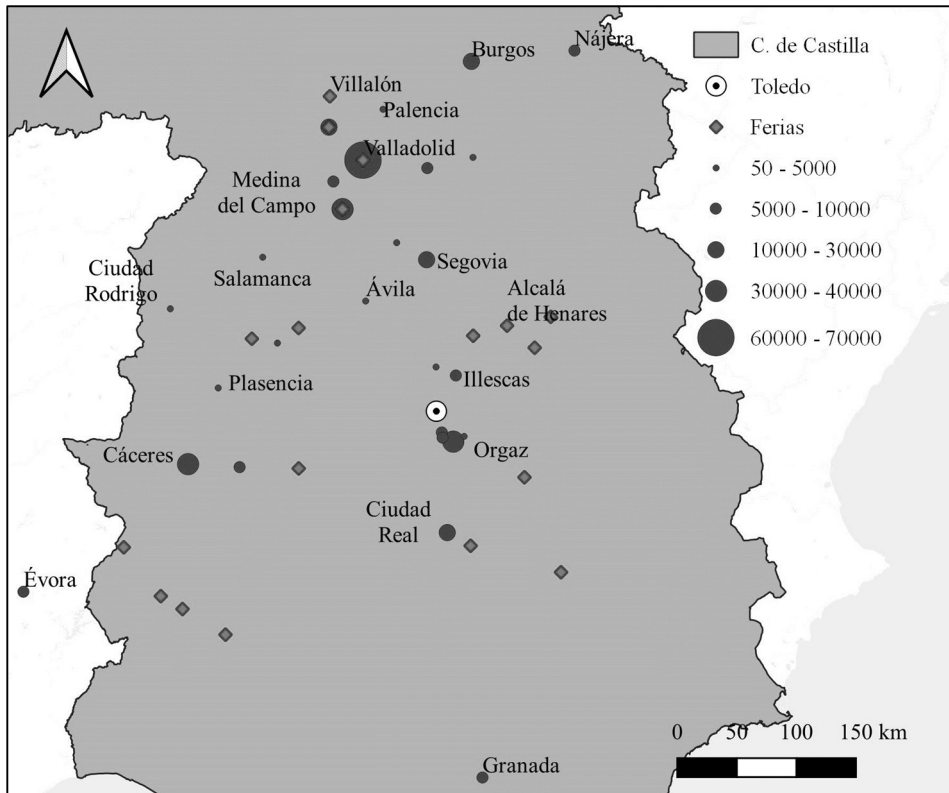 Nájera
Burgos
C. de Castilla
Villalón
Toledo
Palencia
Ferias
Valladolid
50 - 5000
Medina
del Campo
5000 - 10000
10000 - 30000
Segovia
Ciudad
Rodrigo
Salamanca
Ávila
Alcalá
de Henares
30000 - 40000
60000 - 70000
Plasencia
Illescas
Cáceres
Orgaz
Ciudad
Real
Évora
0 50 100 150 km
Granada